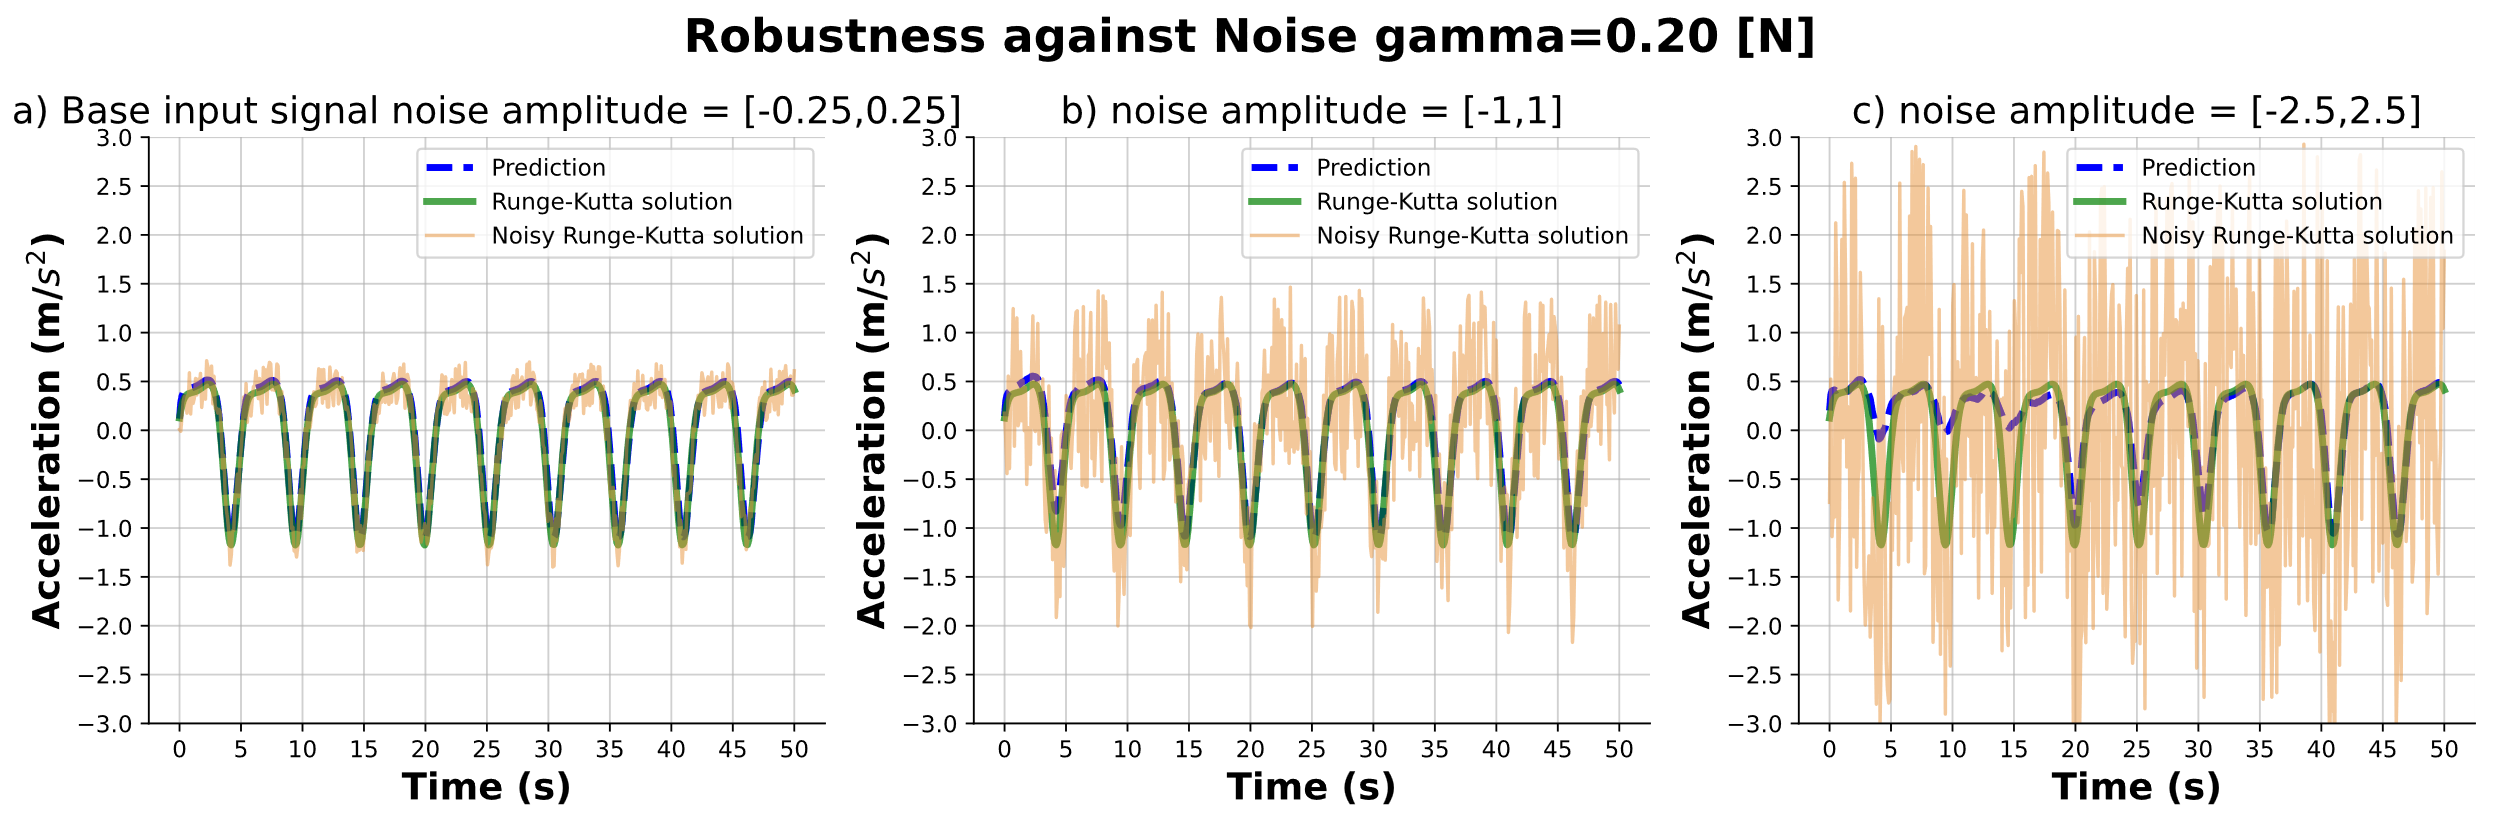 Robustness against Noise gamma=0.20 [N]
a) Base input signal noise amplitude = [-0.25,0.25]
Acceleration (m/s²)
3.0
2.5
2.0
1.5
1.0
0.5
0.0
−0.5
−1.0
−1.5
−2.0
−2.5
−3.0
Prediction
Runge-Kutta solution
Noisy Runge-Kutta solution
0 5 10 15 20 25 30 35 40 45 50
Time (s)
b) noise amplitude = [-1,1]
Acceleration (m/s²)
3.0
2.5
2.0
1.5
1.0
0.5
0.0
−0.5
−1.0
−1.5
−2.0
−2.5
−3.0
Prediction
Runge-Kutta solution
Noisy Runge-Kutta solution
0 5 10 15 20 25 30 35 40 45 50
Time (s)
c) noise amplitude = [-2.5,2.5]
Acceleration (m/s²)
3.0
2.5
2.0
1.5
1.0
0.5
0.0
−0.5
−1.0
−1.5
−2.0
−2.5
−3.0
Prediction
Runge-Kutta solution
Noisy Runge-Kutta solution
0 5 10 15 20 25 30 35 40 45 50
Time (s)